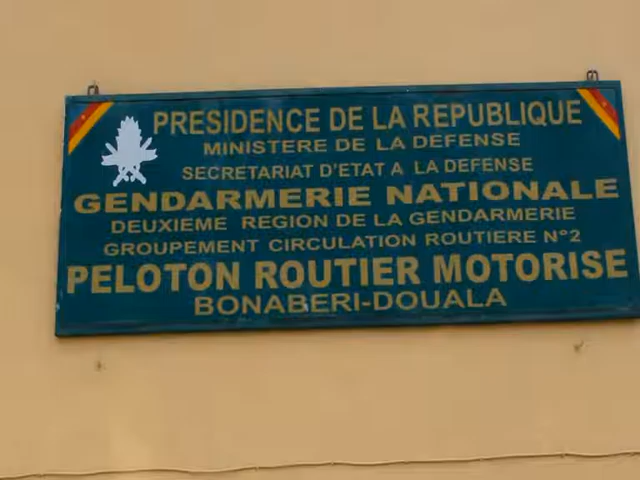 PRESIDENCE DE LA REPUBLIQUE
MINISTERE DE LA DEFENSE
SECRETARIAT D'ETAT A LA DEFENSE
GENDARMERIE NATIONALE
DEUXIEME REGION DE LA GENDARMERIE
GROUPEMENT CIRCULATION ROUTIERE N°2
PELOTON ROUTIER MOTORISE
BONABERI-DOUALA